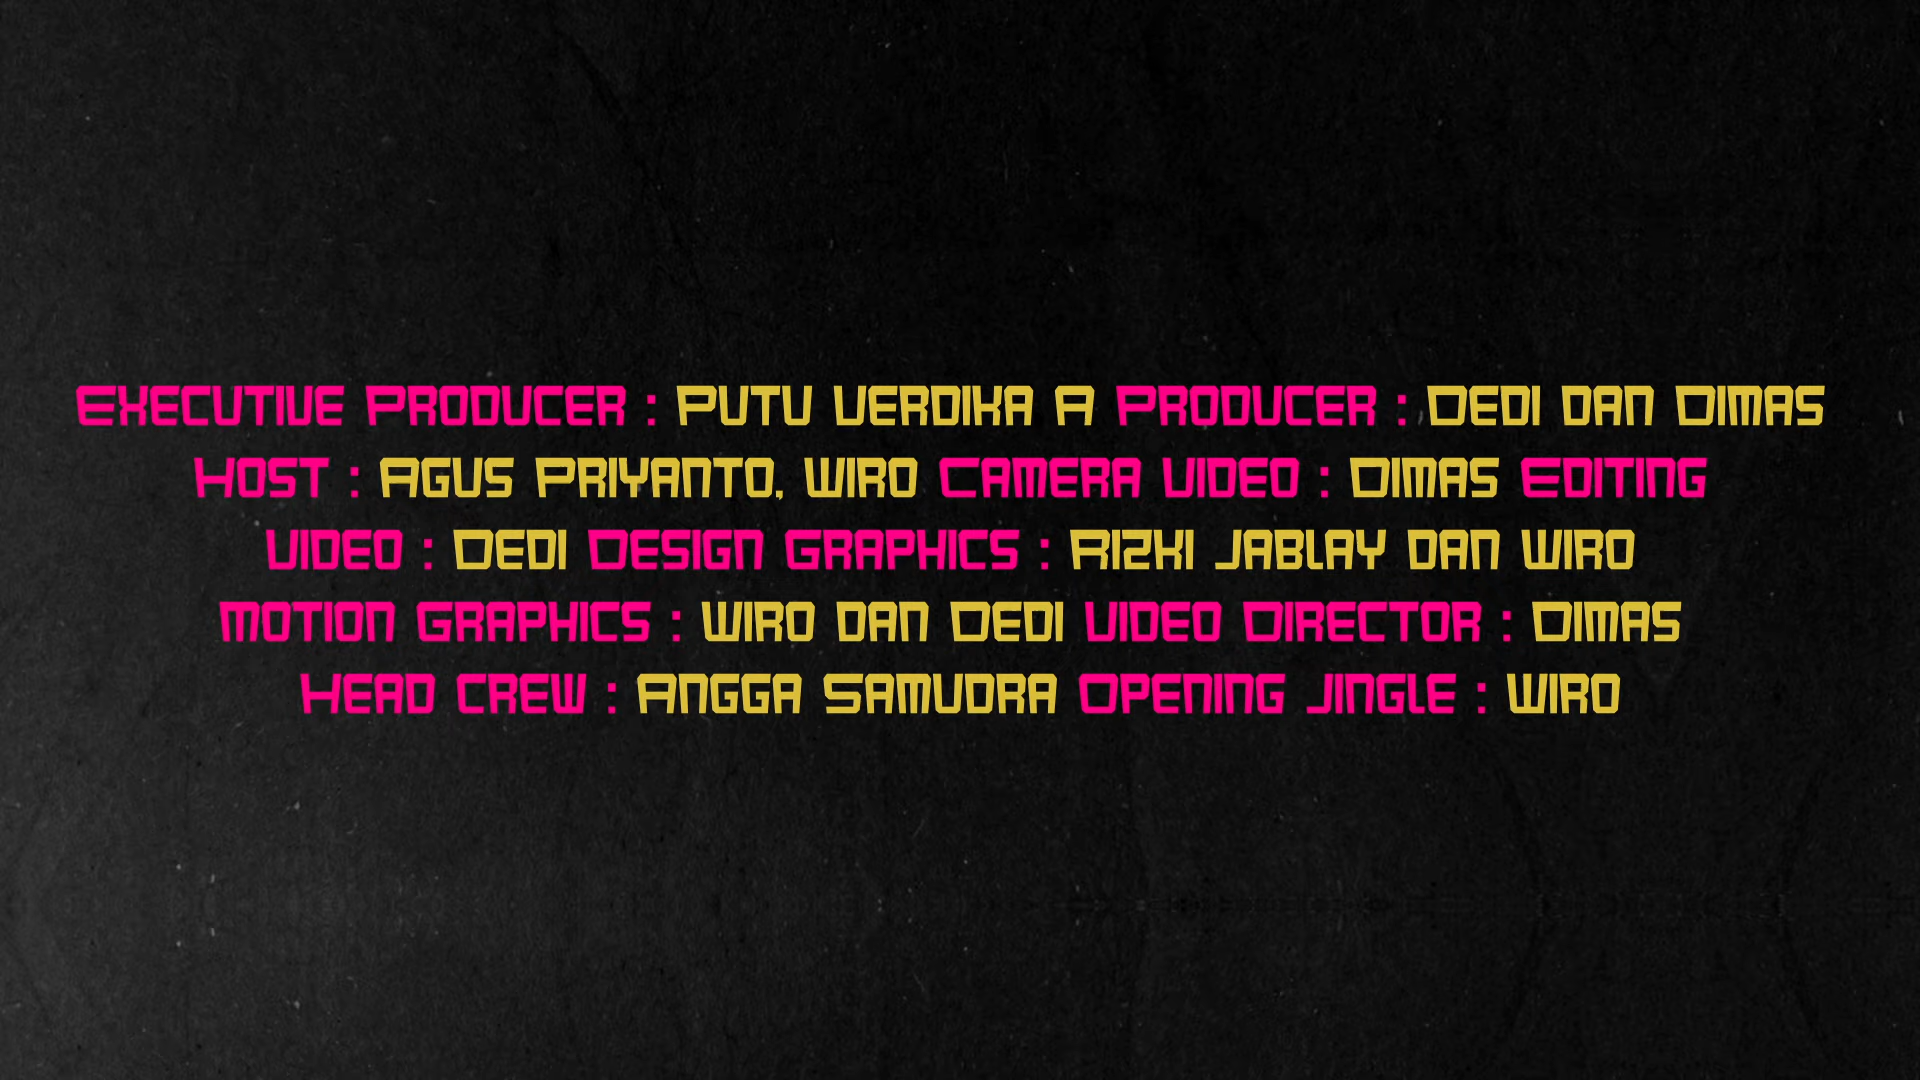 Executive Producer : Putu Verdika A Producer : Dedi dan Dimas
Host : Agus Priyanto, Wiro Camera Video : Dimas Editing
Video : Dedi Design Graphics : Rizki Jablay dan Wiro
Motion Graphics : Wiro dan Dedi Video Director : Dimas
Head Crew : Angga Samudra Opening Jingle : Wiro